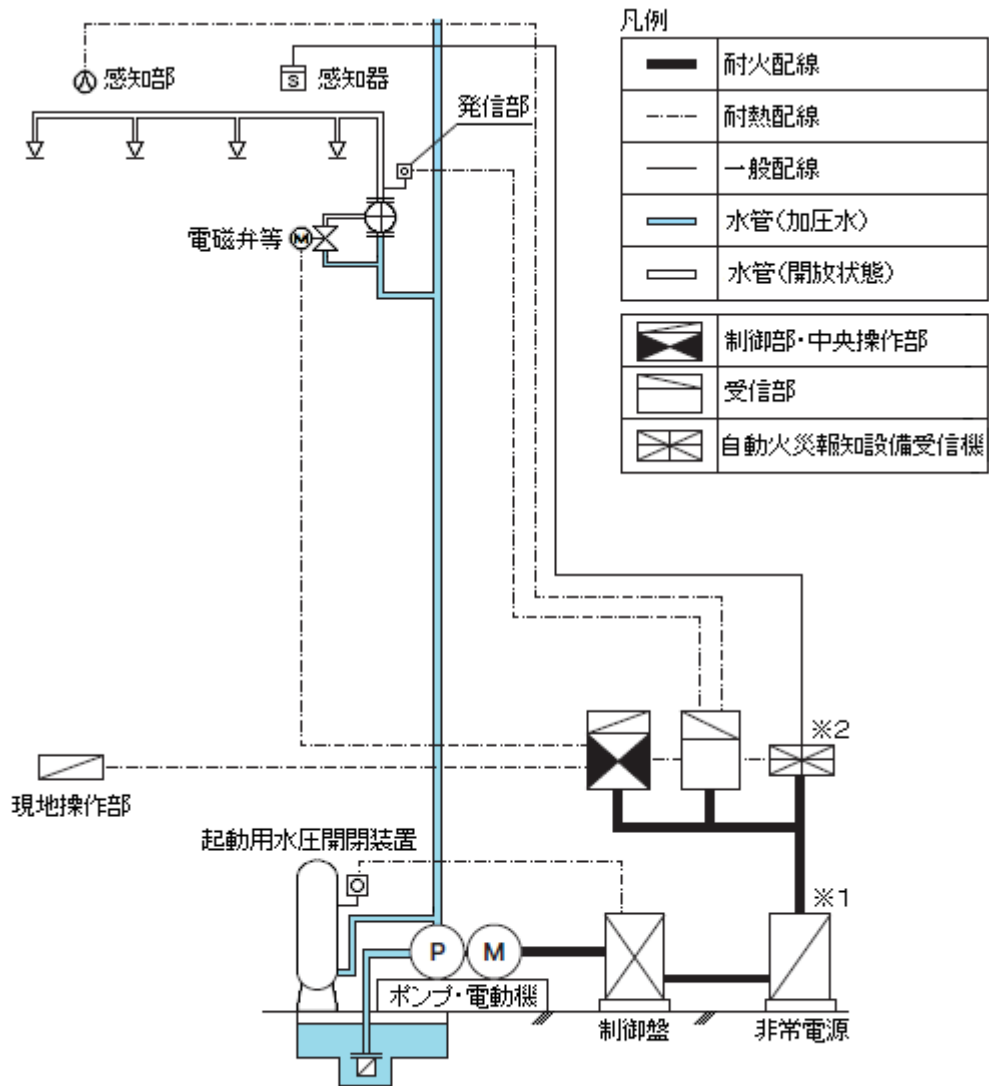 凡例
耐火配線
耐熱配線
一般配線
水管(加圧水)
水管(開放状態)
制御部・中央操作部
受信部
自動火災報知設備受信機
感知部
S 感知器
発信部
電磁弁等 M
※2
現地操作部
起動用水圧開閉装置
※1
P M
ポンプ・電動機
制御盤
非常電源